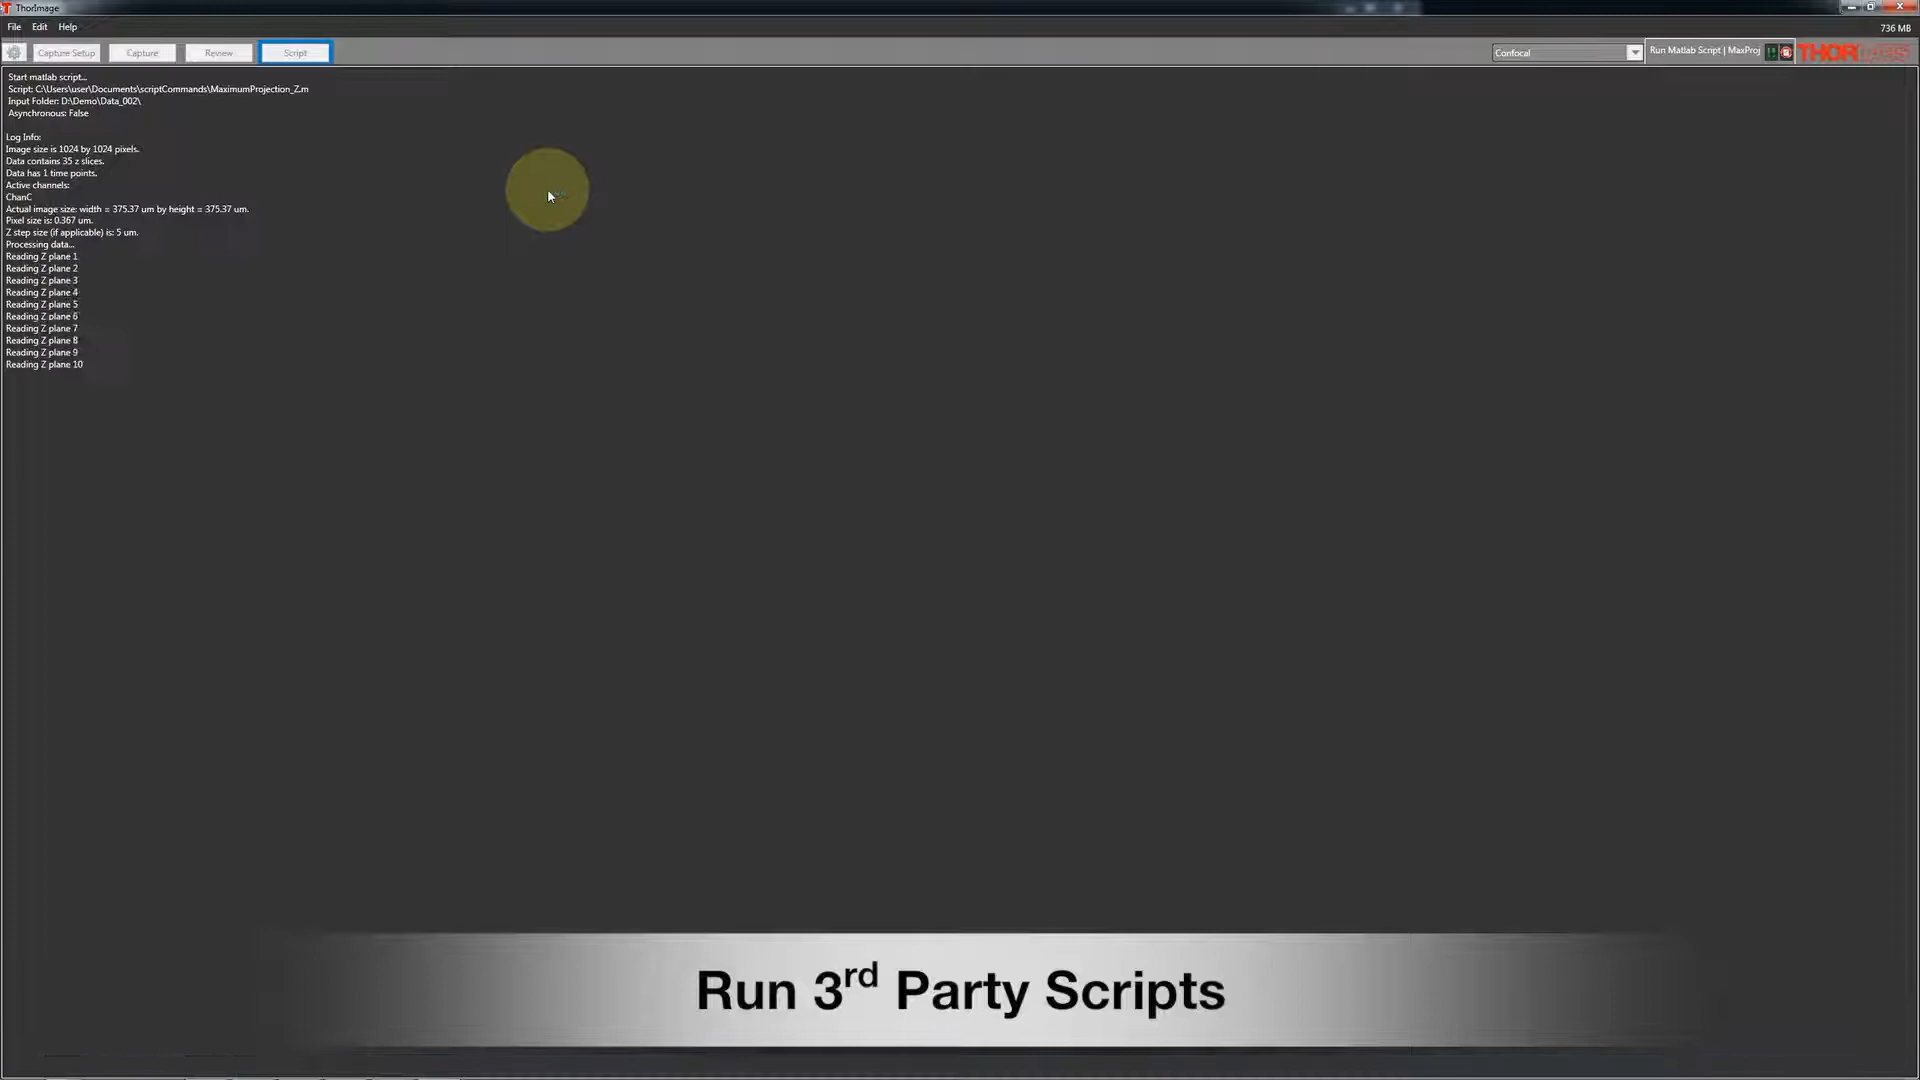 ThorImage
File Edit Help
736 MB
Capture Setup Capture Review Script Confocal Run Matlab Script | MaxProj THORLABS
Start matlab script...
Script: C:\Users\user\Documents\scriptCommands\MaximumProjection_Z.m
Input Folder: D:\Demo\Data_002\
Asynchronous: False
Log Info:
Image size is 1024 by 1024 pixels.
Data contains 35 z slices.
Data has 1 time points.
Active channels:
ChanC
Actual image size: width = 375.37 um by height = 375.37 um.
Pixel size is: 0.367 um.
Z step size (if applicable) is: 5 um.
Processing data...
Reading Z plane 1
Reading Z plane 2
Reading Z plane 3
Reading Z plane 4
Reading Z plane 5
Reading Z plane 6
Reading Z plane 7
Reading Z plane 8
Reading Z plane 9
Reading Z plane 10
Run 3rd Party Scripts